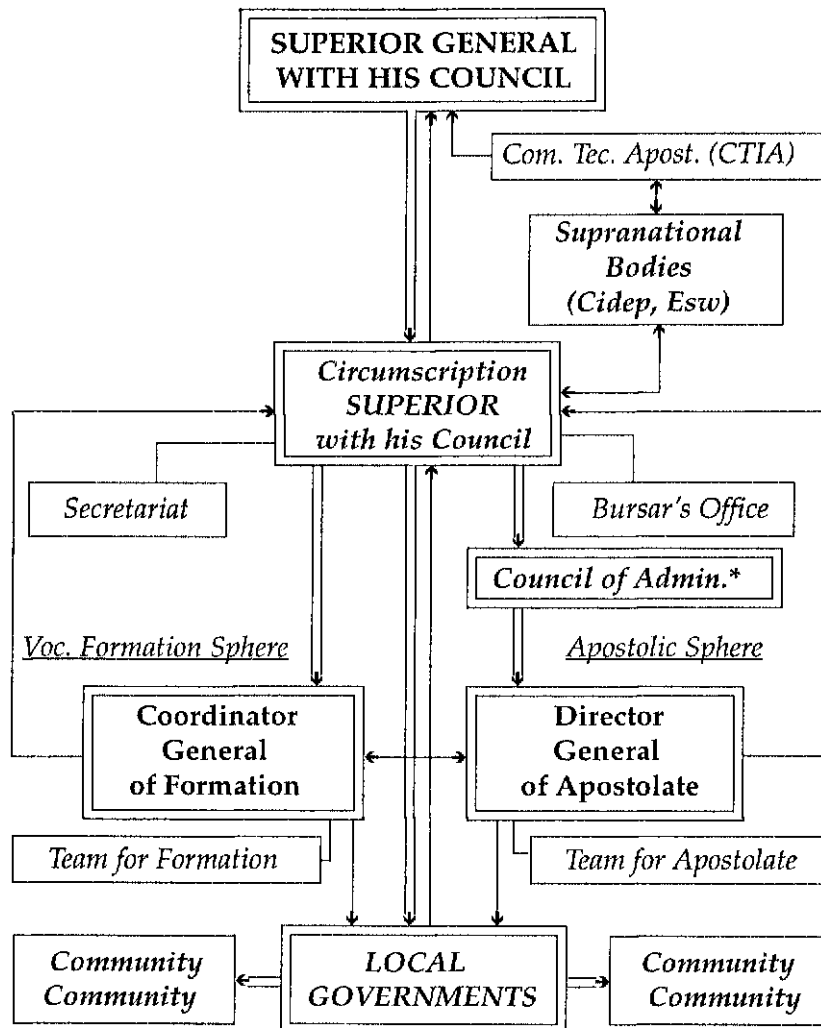 SUPERIOR GENERAL
WITH HIS COUNCIL
Com. Tec. Apost. (CTIA)
Supranational
Bodies
(Cidep, Esw)
Circumscription
SUPERIOR
with his Council
Secretariat
Bursar's Office
Council of Admin.*
Voc. Formation Sphere
Apostolic Sphere
Coordinator
General
of Formation
Director
General
of Apostolate
Team for Formation
Team for Apostolate
Community
Community
LOCAL
GOVERNMENTS
Community
Community